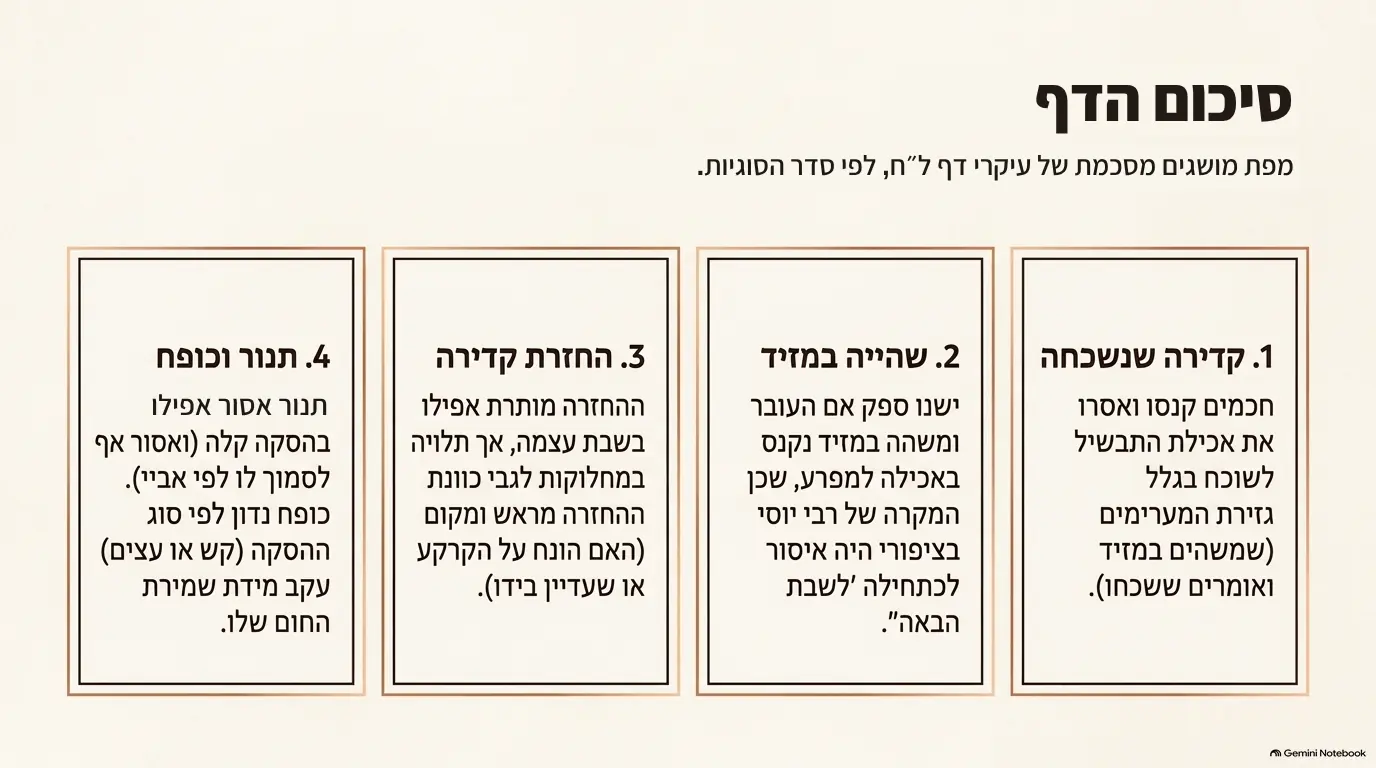 סיכום הדף
מפת מושגים מסכמת של עיקרי דף ל״ח, לפי סדר הסוגיות.
1. קדירה שנשכחה
חכמים קנסו ואסרו
את אכילת התבשיל
לשוכח בגלל
גזירת המערימים
(שמשהים במזיד
ואומרים ששכחו).
2. שהייה במזיד
ישנו ספק אם העובר
ומשהה במזיד נקנס
באכילה למפרע, שכן
המקרה של רבי יוסי
בציפורי היה איסור
לכתחילה ’לשבת
הבאה”.
3. החזרת קדירה
ההחזרה מותרת אפילו
בשבת עצמה, אך תלויה
במחלוקות לגבי כוונת
ההחזרה מראש ומקום
(האם הונח על הקרקע
או שעדיין בידו).
4. תנור וכופח
תנור אסור אפילו
בהסקה קלה (ואסור אף
לסמוך לו לפי אביי).
כופח נדון לפי סוג
ההסקה (קש או עצים)
עקב מידת שמירת
החום שלו.
Gemini Notebook